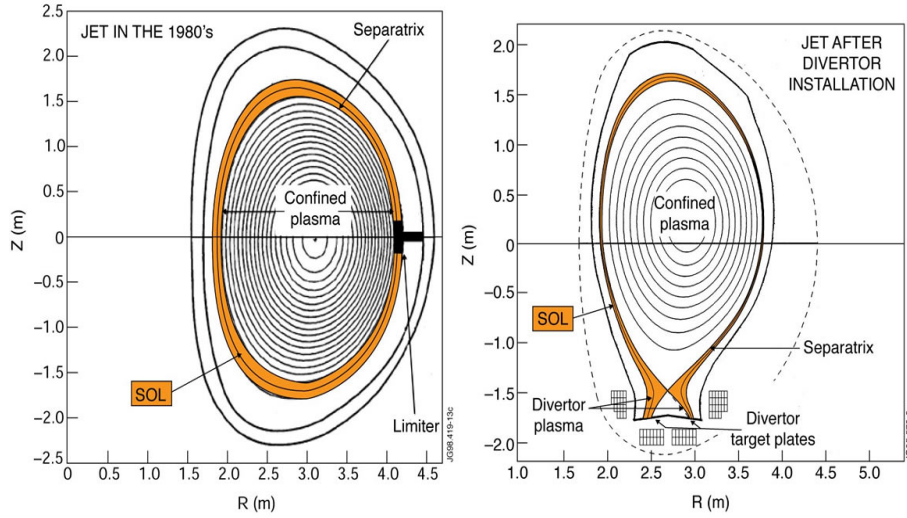 JET IN THE 1980's
Separatrix
Confined
plasma
SOL
Limiter
JG98.419-13c
Z (m)
2.5
2.0
1.5
1.0
0.5
0
−0.5
−1.0
−1.5
−2.0
−2.5
0 0.5 1.0 1.5 2.0 2.5 3.0 3.5 4.0 4.5
R (m)
JET AFTER
DIVERTOR
INSTALLATION
Confined
plasma
SOL
Separatrix
Divertor
plasma
Divertor
target plates
Z (m)
2.0
1.0
0.5
0
−0.5
−1.0
−1.5
−2.0
1.0 1.5 2.0 2.5 3.0 3.5 4.0 4.5 5.0
R (m)